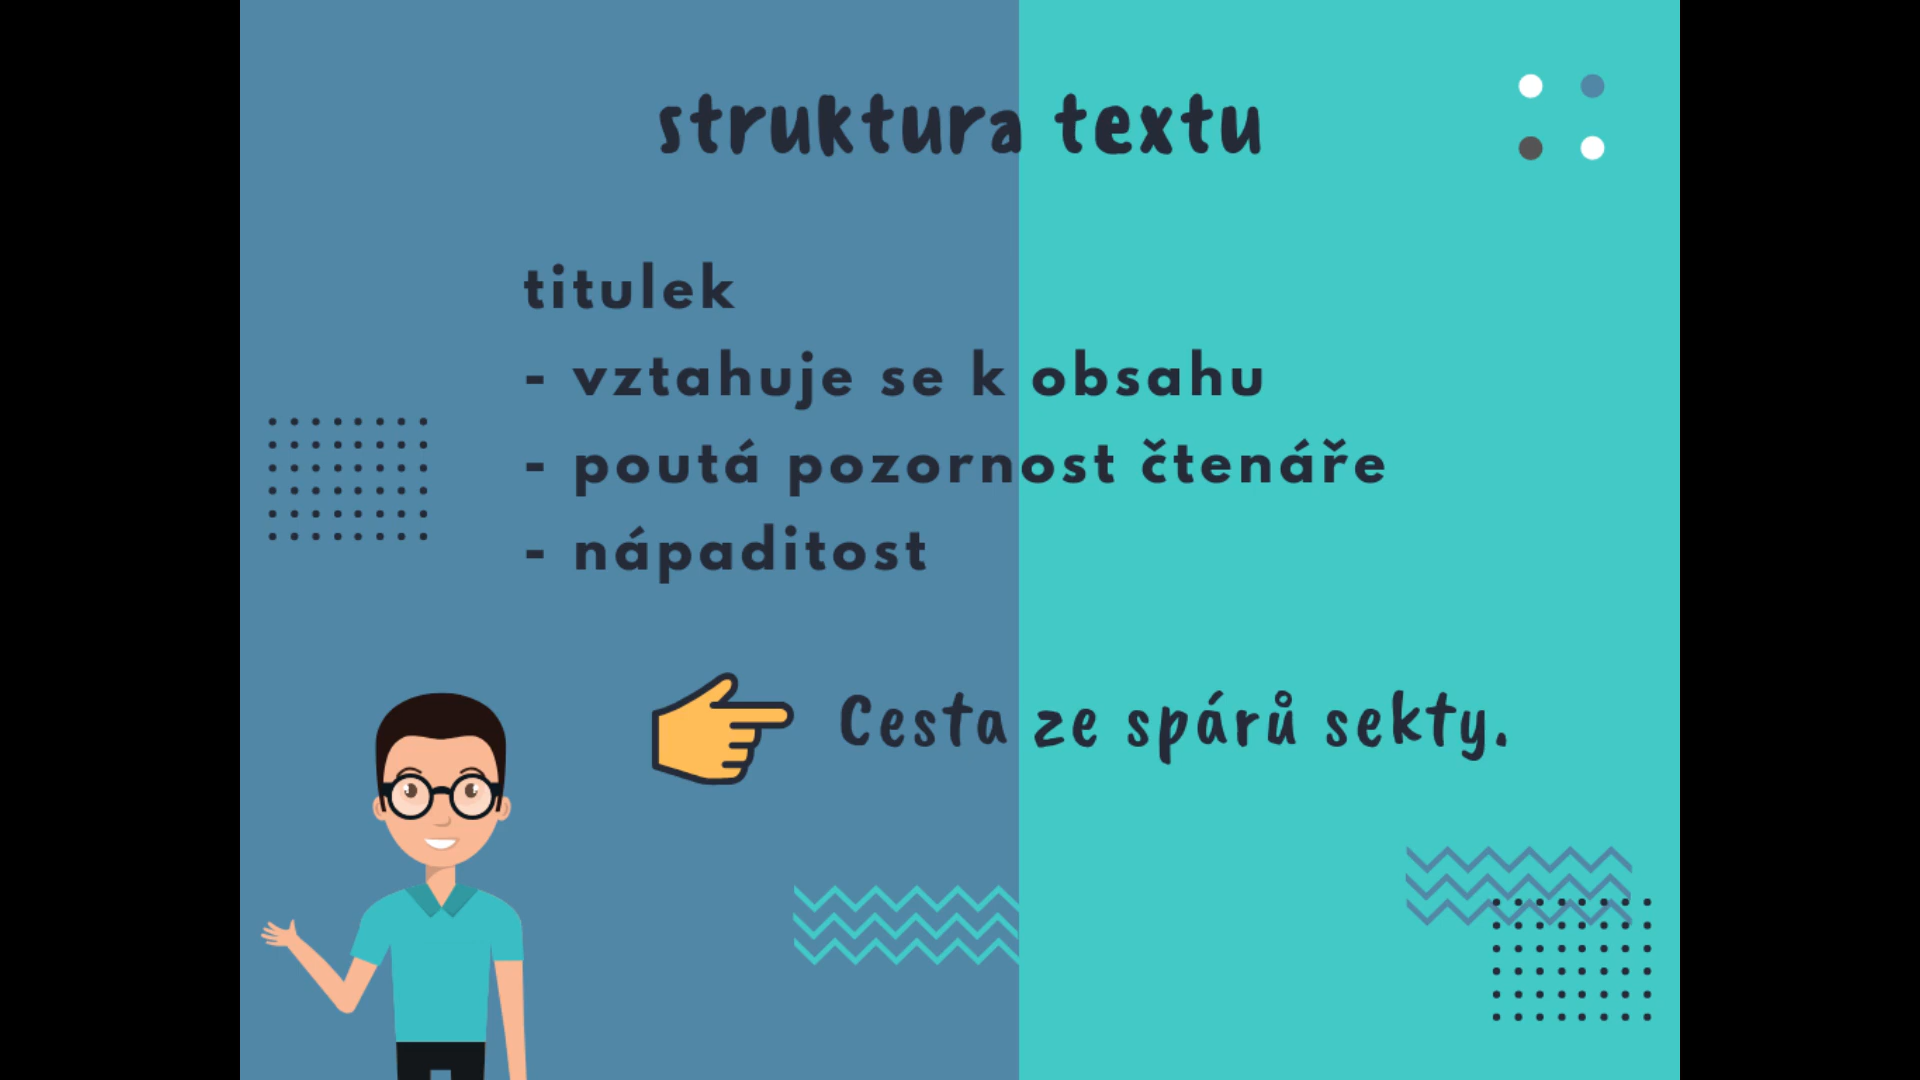 struktura textu
titulek
- vztahuje se k obsahu
- poutá pozornost čtenáře
- nápaditost
Cesta ze spárů sekty.